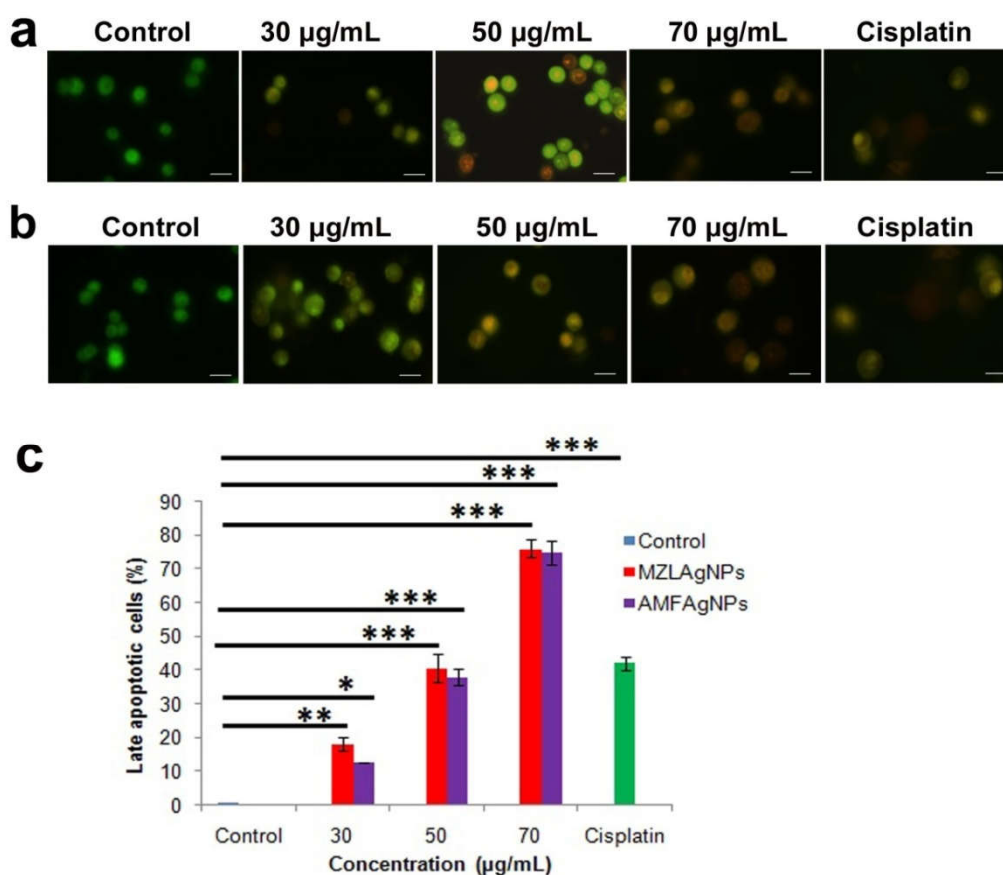 a
Control 30 µg/mL 50 µg/mL 70 µg/mL Cisplatin
b
Control 30 µg/mL 50 µg/mL 70 µg/mL Cisplatin
c
***
***
***
***
***
*
**
Late apoptotic cells (%)
90
80
70
60
50
40
30
20
10
0
Control 30 50 70 Cisplatin
Concentration (µg/mL)
Control
MZLAgNPs
AMFAgNPs